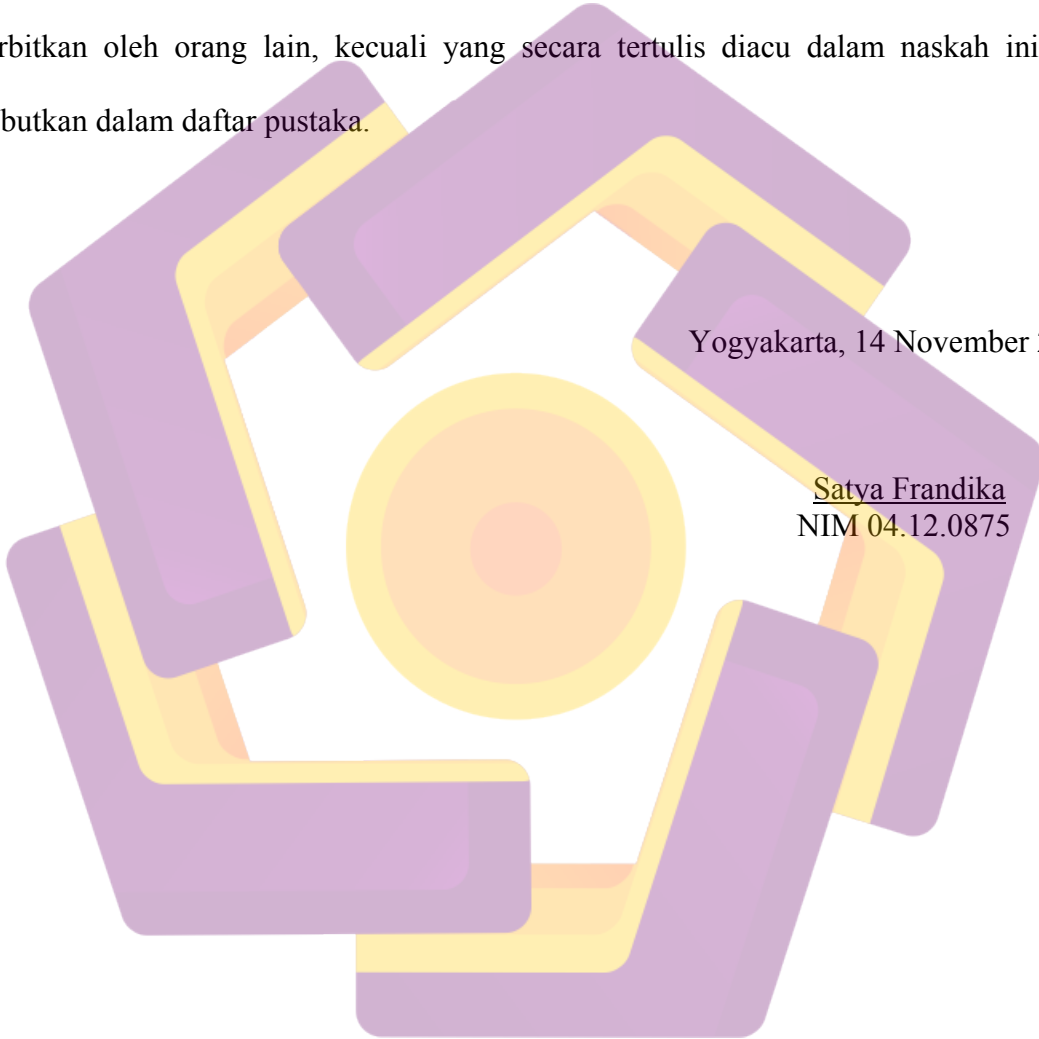 rbitkan oleh orang lain, kecuali yang secara tertulis diacu dalam naskah ini
butkan dalam daftar pustaka.
Yogyakarta, 14 November
Satya Frandika
NIM 04.12.0875